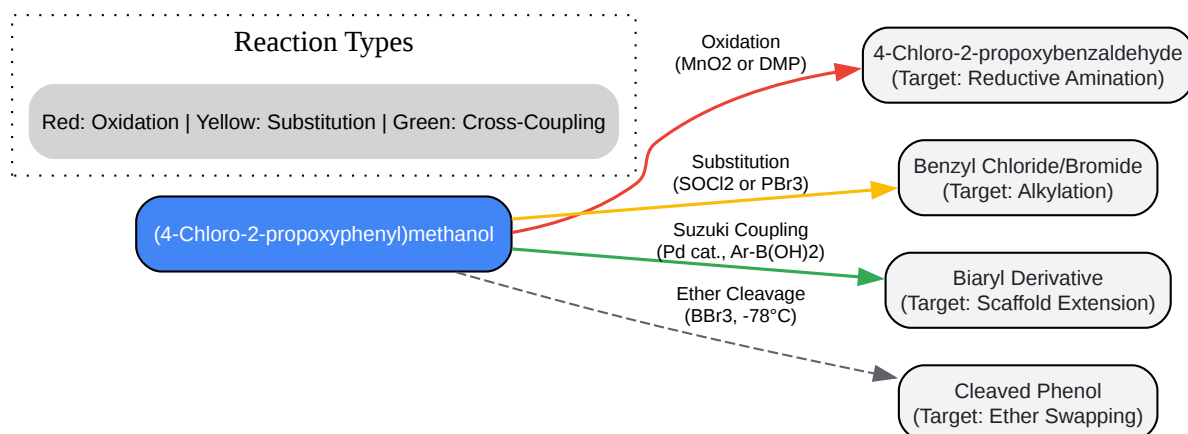 Reaction Types
Red: Oxidation | Yellow: Substitution | Green: Cross-Coupling
(4-Chloro-2-propoxyphenyl)methanol
Oxidation
(MnO2 or DMP)
4-Chloro-2-propoxybenzaldehyde
(Target: Reductive Amination)
Substitution
(SOCl2 or PBr3)
Benzyl Chloride/Bromide
(Target: Alkylation)
Suzuki Coupling
(Pd cat., Ar-B(OH)2)
Biaryl Derivative
(Target: Scaffold Extension)
Ether Cleavage
(BBr3, -78°C)
Cleaved Phenol
(Target: Ether Swapping)